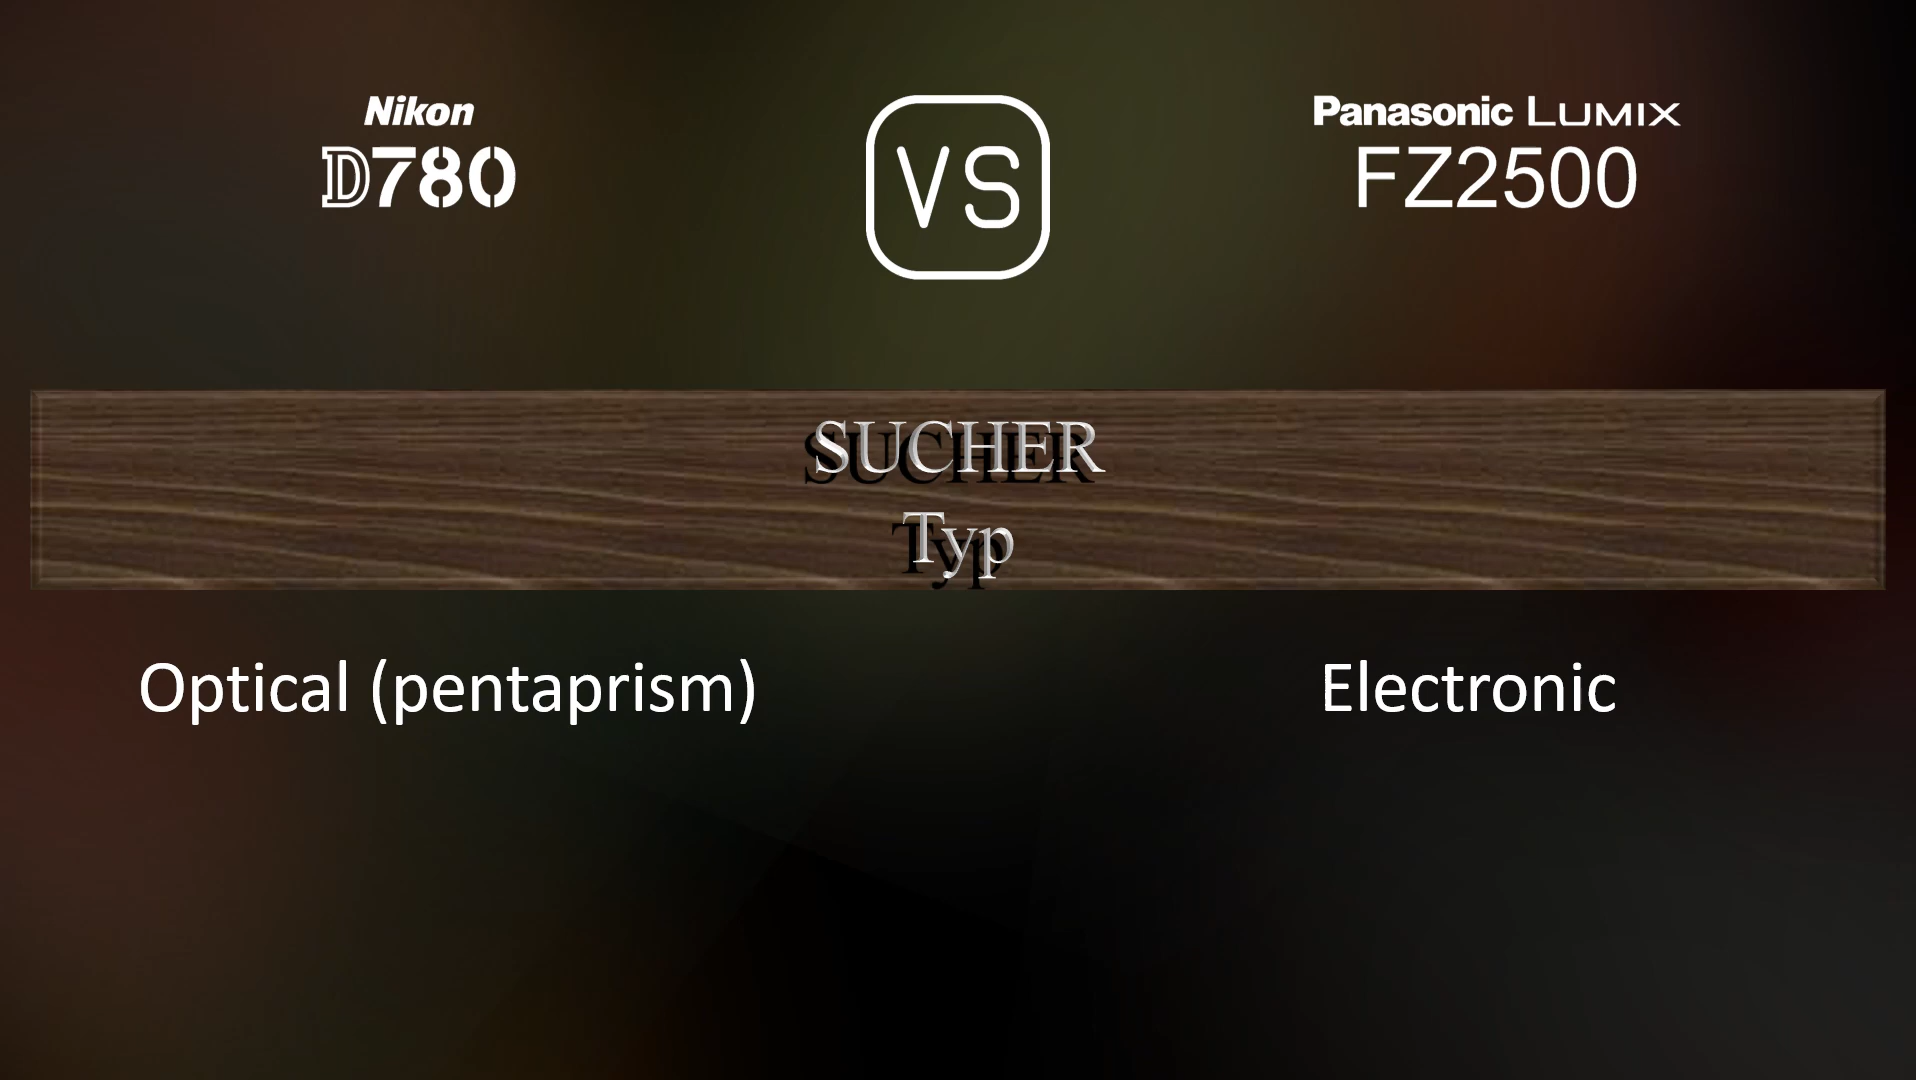 Nikon
D780
VS
Panasonic LUMIX
FZ2500
SUCHER
Typ
Optical (pentaprism)
Electronic